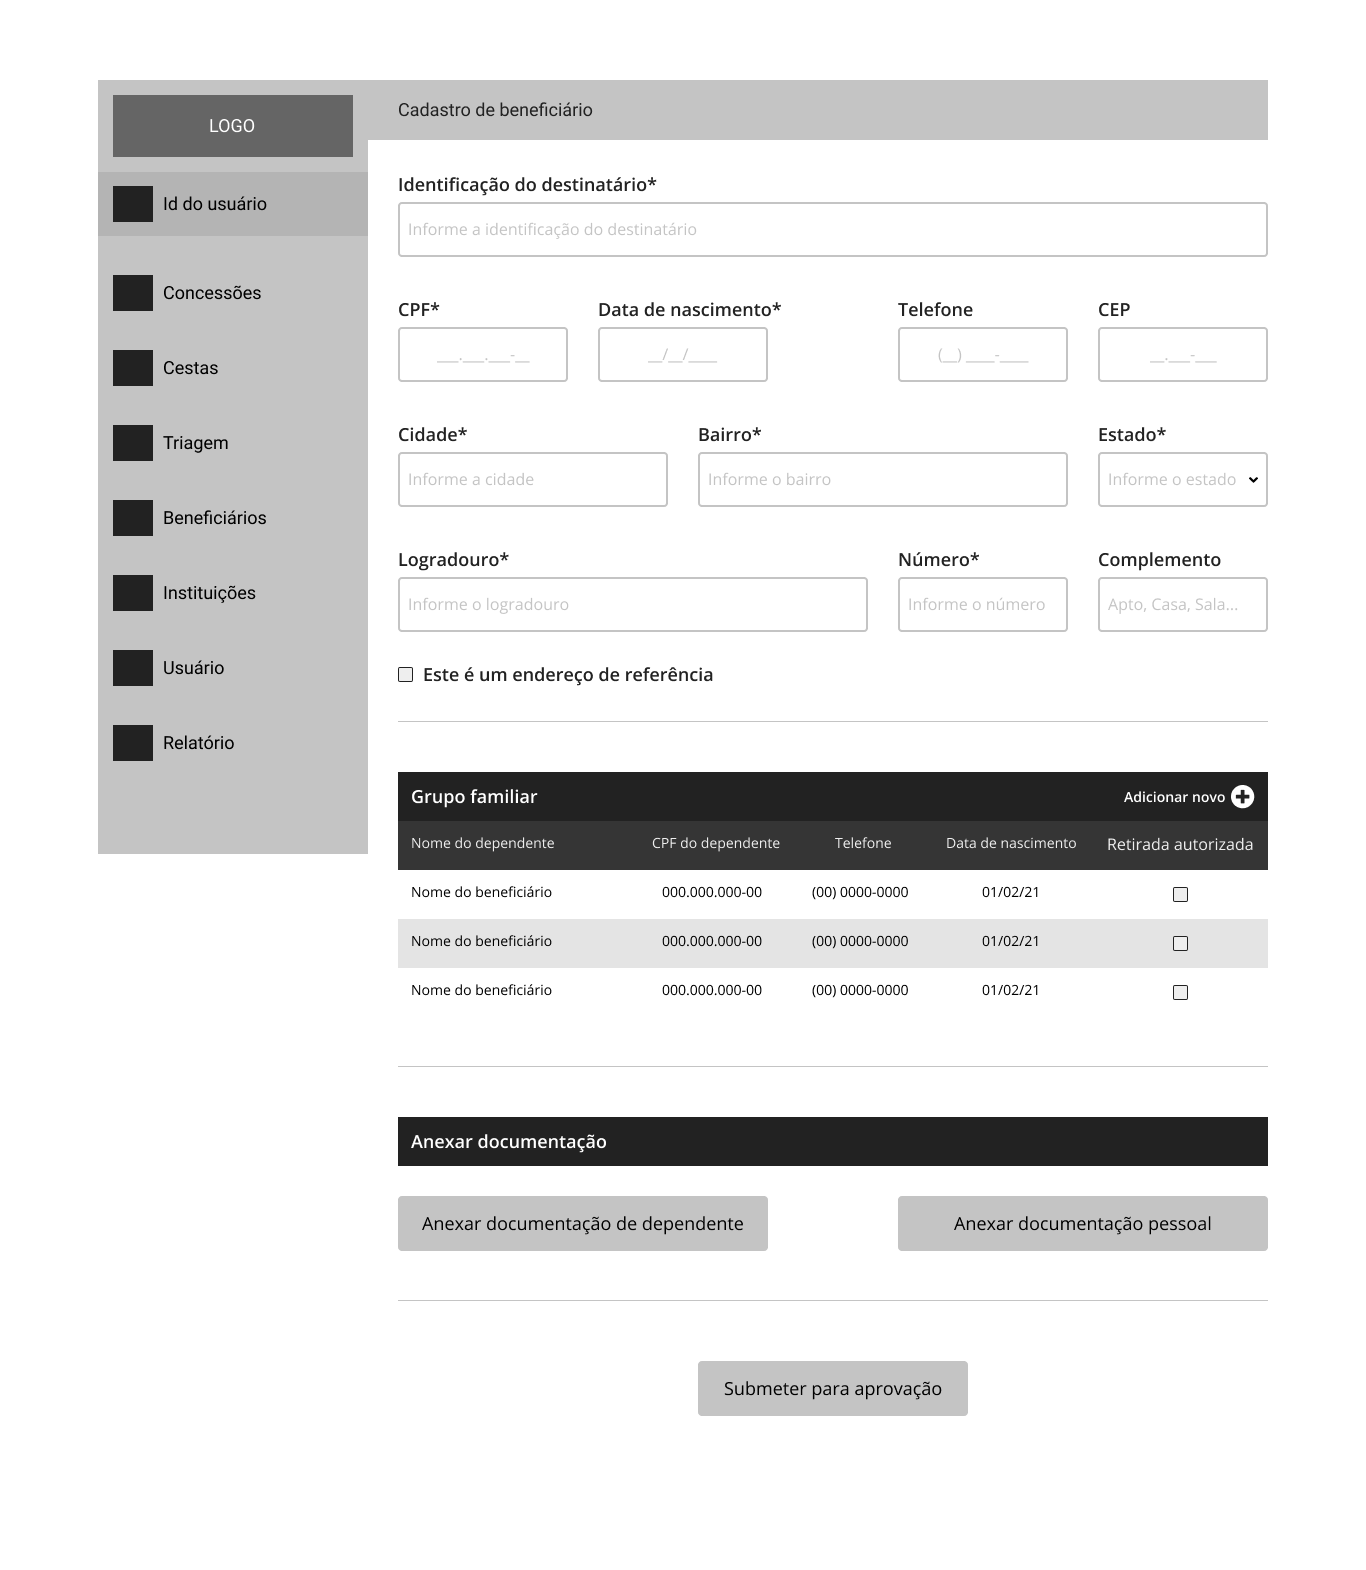 LOGO
Id do usuário
Concessões
Cestas
Triagem
Beneficiários
Instituições
Usuário
Relatório
Cadastro de beneficiário
Identificação do destinatário*
Informe a identificação do destinatário
CPF* Data de nascimento* Telefone CEP
___.___.___-__ __/__/____ (__) ____-____ __.___-___
Cidade* Bairro* Estado*
Informe a cidade Informe o bairro Informe o estado
Logradouro* Número* Complemento
Informe o logradouro Informe o número Apto, Casa, Sala...
Este é um endereço de referência
Grupo familiar Adicionar novo
Nome do dependente CPF do dependente Telefone Data de nascimento Retirada autorizada
Nome do beneficiário 000.000.000-00 (00) 0000-0000 01/02/21
Nome do beneficiário 000.000.000-00 (00) 0000-0000 01/02/21
Nome do beneficiário 000.000.000-00 (00) 0000-0000 01/02/21
Anexar documentação
Anexar documentação de dependente Anexar documentação pessoal
Submeter para aprovação